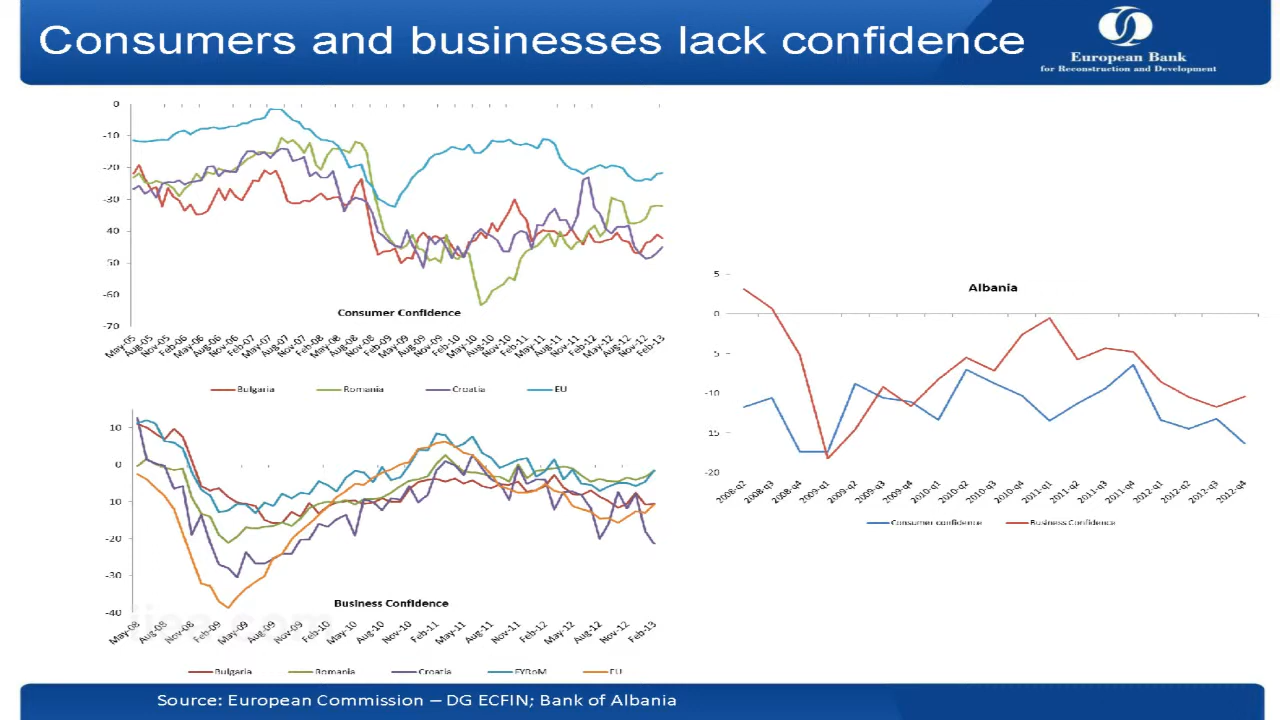 Consumers and businesses lack confidence
European Bank
for Reconstruction and Development
0
-10
-20
-30
40
50
-60
-70
Consumer Confidence
May-05 Aug-05 Nov-05 Feb-06 May-06 Aug-06 Nov-06 Feb-07 May-07 Aug-07 Nov-07 Feb-08 May-08 Aug-08 Nov-08 Feb-09 May-09 Aug-09 Nov-09 Feb-10 May-10 Aug-10 Nov-10 Feb-11 May-11 Aug-11 Nov-11 Feb-12 May-12 Aug-12 Nov-12 Feb-13
Bulgaria Romania Croatia EU
10
0
-10
-20
-30
-40
Business Confidence
May-08 Aug-08 Nov-08 Feb-09 May-09 Aug-09 Nov-09 Feb-10 May-10 Aug-10 Nov-10 Feb-11 May-11 Aug-11 Nov-11 Feb-12 May-12 Aug-12 Nov-12 Feb-13
Bulgaria Romania Croatia FYRoM EU
Albania
5
0
5
-10
15
-20
2008-q2 2008-q3 2008-q4 2009-q1 2009-q2 2009-q3 2009-q4 2010-q1 2010-q2 2010-q3 2010-q4 2011-q1 2011-q2 2011-q3 2011-q4 2012-q1 2012-q2 2012-q3 2012-q4
Consumer confidence Business Confidence
Source: European Commission – DG ECFIN; Bank of Albania